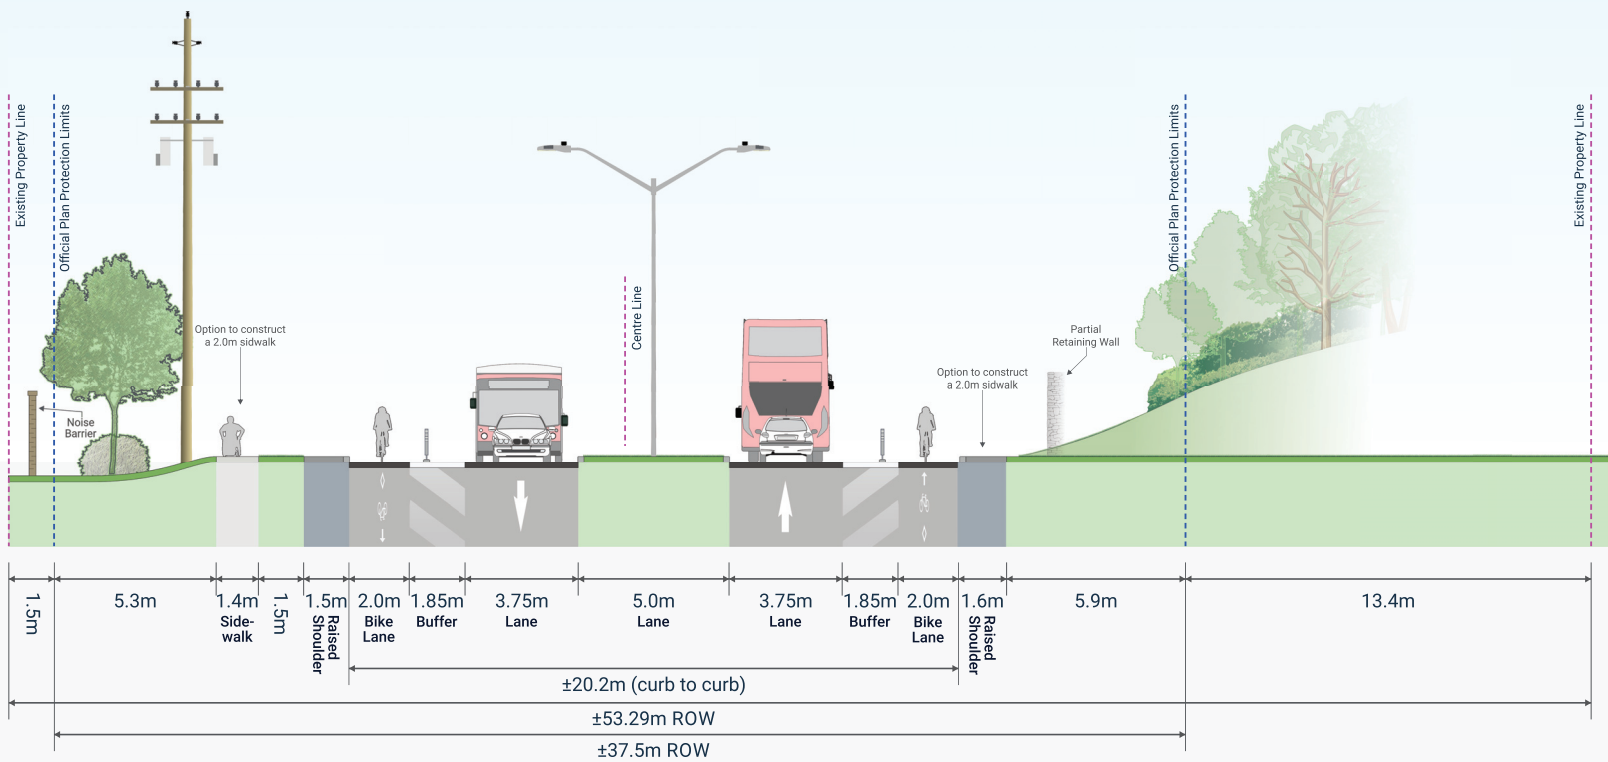 Existing Property Line
Official Plan Protection Limits
Official Plan Protection Limits
Existing Property Line
Centre Line
Option to construct
a 2.0m sidwalk
Partial
Retaining Wall
Option to construct
a 2.0m sidwalk
Noise
Barrier
1.5m
5.3m
1.4m
Side-
walk
1.5m
1.5m
Raised
Shoulder
2.0m
Bike
Lane
1.85m
Buffer
3.75m
Lane
5.0m
Lane
3.75m
Lane
1.85m
Buffer
2.0m
Bike
Lane
1.6m
Raised
Shoulder
5.9m
13.4m
±20.2m (curb to curb)
±53.29m ROW
±37.5m ROW